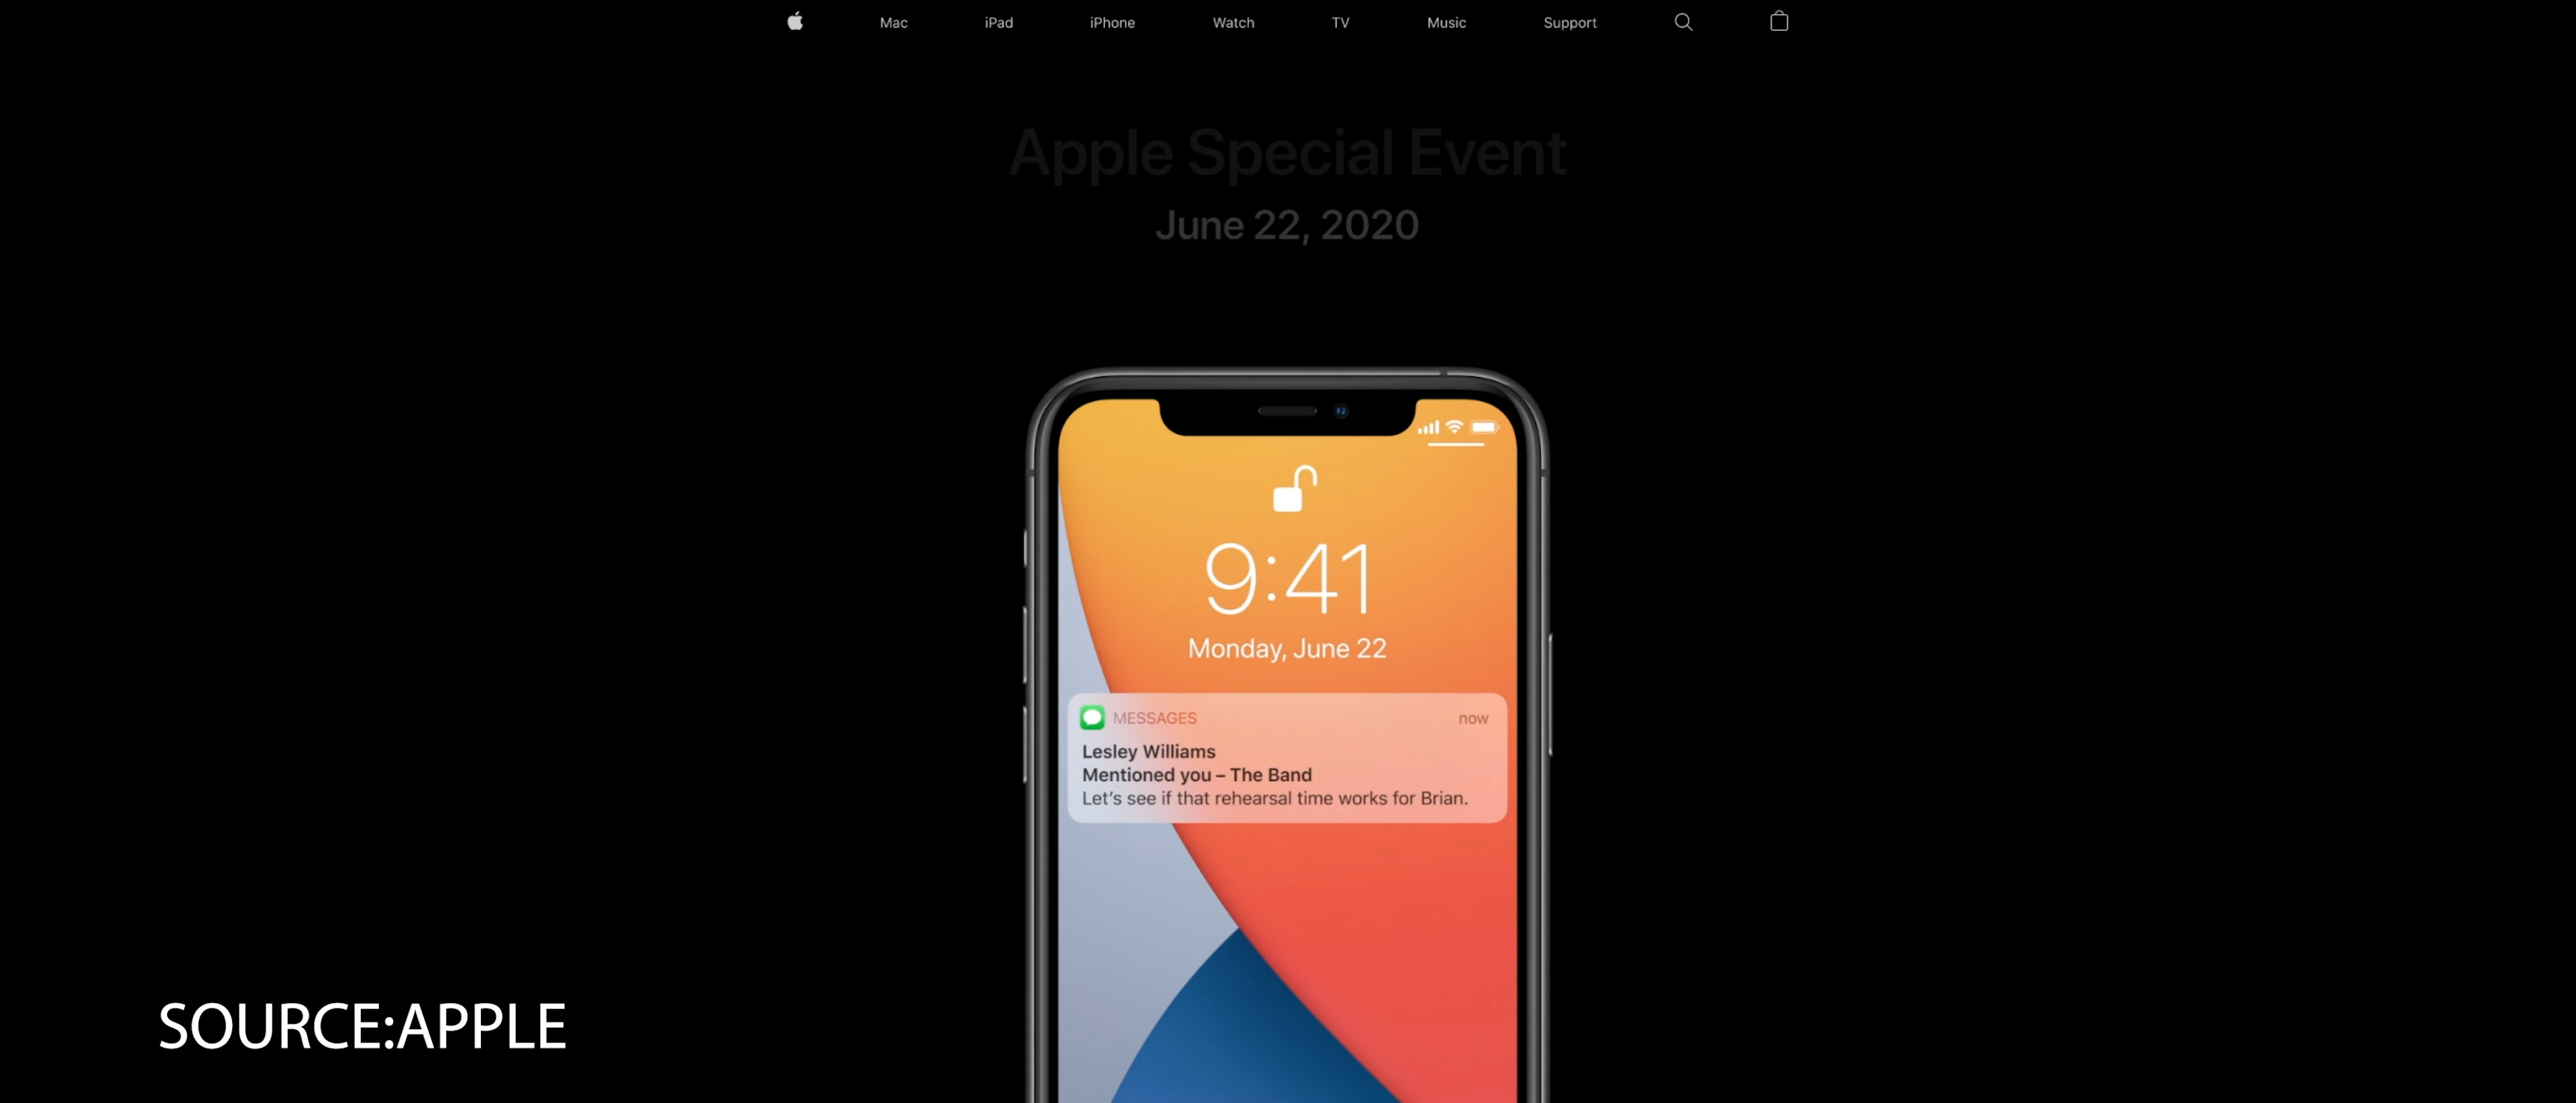 Mac iPad iPhone Watch TV Music Support
Apple Special Event
June 22, 2020
9:41
Monday, June 22
MESSAGES now
Lesley Williams
Mentioned you – The Band
Let's see if that rehearsal time works for Brian.
SOURCE:APPLE